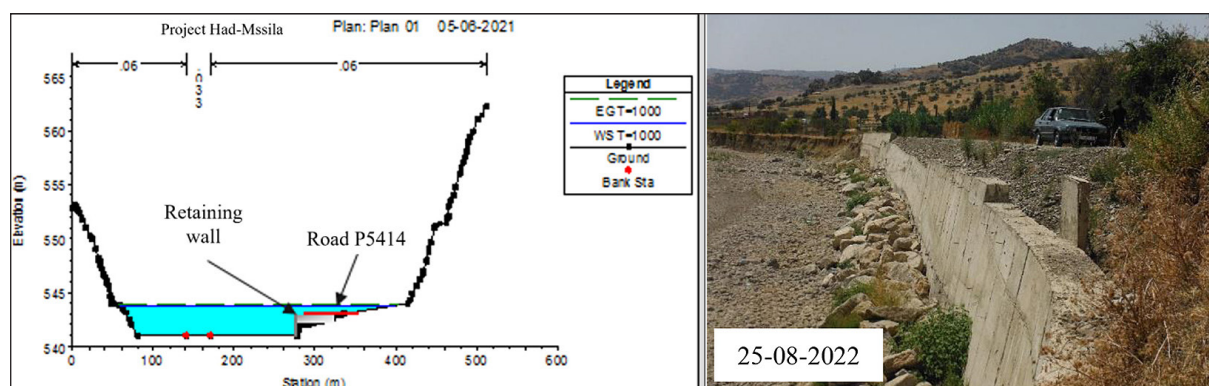 Project Had-Mssila
Plan: Plan 01 05-06-2021
.06
.033
.06
565
560
555
550
545
540
Elevation (m)
Retaining
wall
Road P5414
0
100
200
300
400
500
600
Station (m)
Legend
EGT=1000
WS T=1000
Ground
Bank Sta
25-08-2022